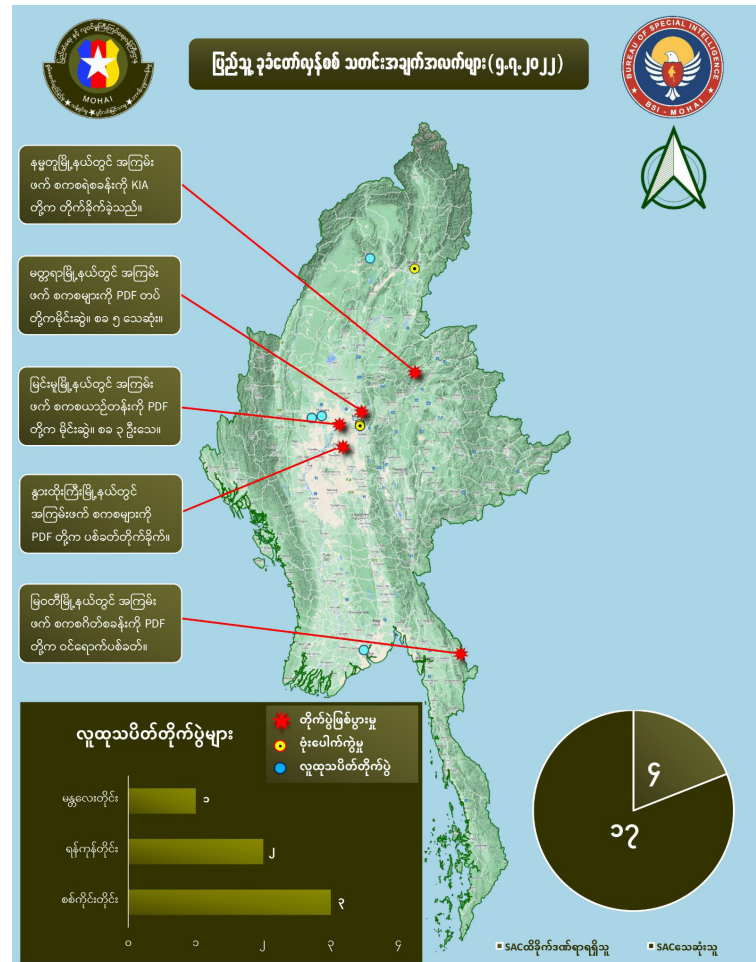 MOHAI
ပြည်သူ့ ခုခံတော်လှန်စစ် သတင်းအချက်အလက်များ (၅.၇.၂၀၂၂)
BUREAU OF SPECIAL INTELLIGENCE
BSI - MOHAI
နမ္မတူမြို့နယ်တွင် အကြမ်း
ဖက် စကစရဲစခန်းကို KIA
တို့က တိုက်ခိုက်ခဲ့သည်။
မတ္တရာမြို့နယ်တွင် အကြမ်း
ဖက် စကစများကို PDF တပ်
တို့ကမိုင်းဆွဲ။ စခ ၅ သေဆုံး။
မြင်းမူမြို့နယ်တွင် အကြမ်း
ဖက် စကစယာဉ်တန်းကို PDF
တို့က မိုင်းဆွဲ။ စခ ၃ ဦးသေ။
နွားထိုးကြီးမြို့နယ်တွင်
အကြမ်းဖက် စကစများကို
PDF တို့က ပစ်ခတ်တိုက်ခိုက်။
မြဝတီမြို့နယ်တွင် အကြမ်း
ဖက် စကစဂိတ်စခန်းကို PDF
တို့က ဝင်ရောက်ပစ်ခတ်။
လူထုသပိတ်တိုက်ပွဲများ
တိုက်ပွဲဖြစ်ပွားမှု
ဗုံးပေါက်ကွဲမှု
လူထုသပိတ်တိုက်ပွဲ
မန္တလေးတိုင်း
၁
ရန်ကုန်တိုင်း
၂
စစ်ကိုင်းတိုင်း
၃
၀ ၁ ၂ ၃ ၄
၄
၁၇
SACထိခိုက်ဒဏ်ရာရရှိသူ
SACသေဆုံးသူ